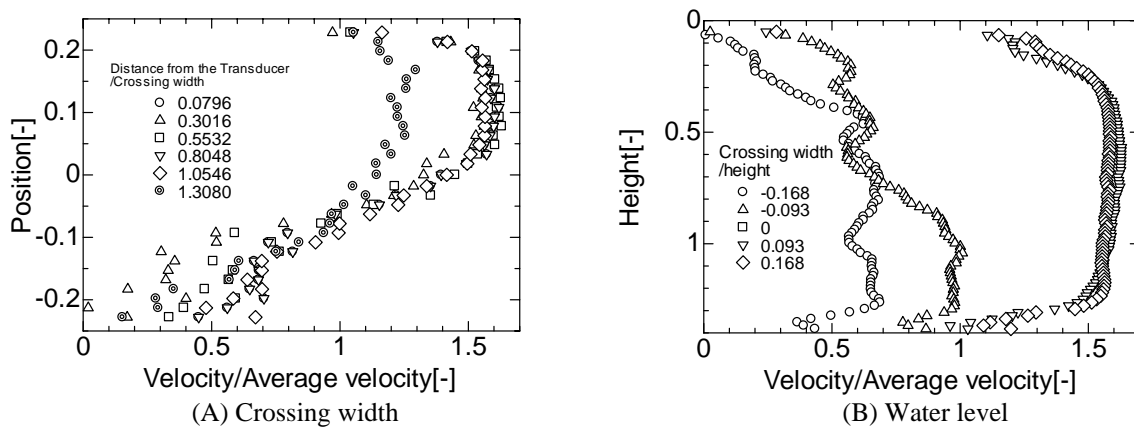 0.2
0.1
0
-0.1
-0.2
Position[-]
Distance from the Transducer
/Crossing width
0.0796
0.3016
0.5532
0.8048
1.0546
1.3080
0 0.5 1 1.5
Velocity/Average velocity[-]
(A) Crossing width
0
0.5
1
Height[-]
Crossing width
/height
-0.168
-0.093
0
0.093
0.168
0 0.5 1 1.5
Velocity/Average velocity[-]
(B) Water level